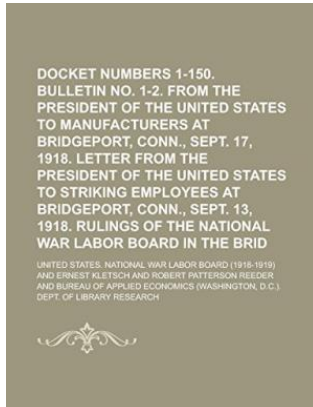 DOCKET NUMBERS 1-150.
BULLETIN NO. 1-2. FROM THE
PRESIDENT OF THE UNITED STATES
TO MANUFACTURERS AT
BRIDGEPORT, CONN., SEPT. 17,
1918. LETTER FROM THE
PRESIDENT OF THE UNITED STATES
TO STRIKING EMPLOYEES AT
BRIDGEPORT, CONN., SEPT. 13,
1918. RULINGS OF THE NATIONAL
WAR LABOR BOARD IN THE BRID
UNITED STATES. NATIONAL WAR LABOR BOARD (1918-1919)
AND ERNEST KLETSCH AND ROBERT PATTERSON REEDER
AND BUREAU OF APPLIED ECONOMICS (WASHINGTON, D.C.).
DEPT. OF LIBRARY RESEARCH